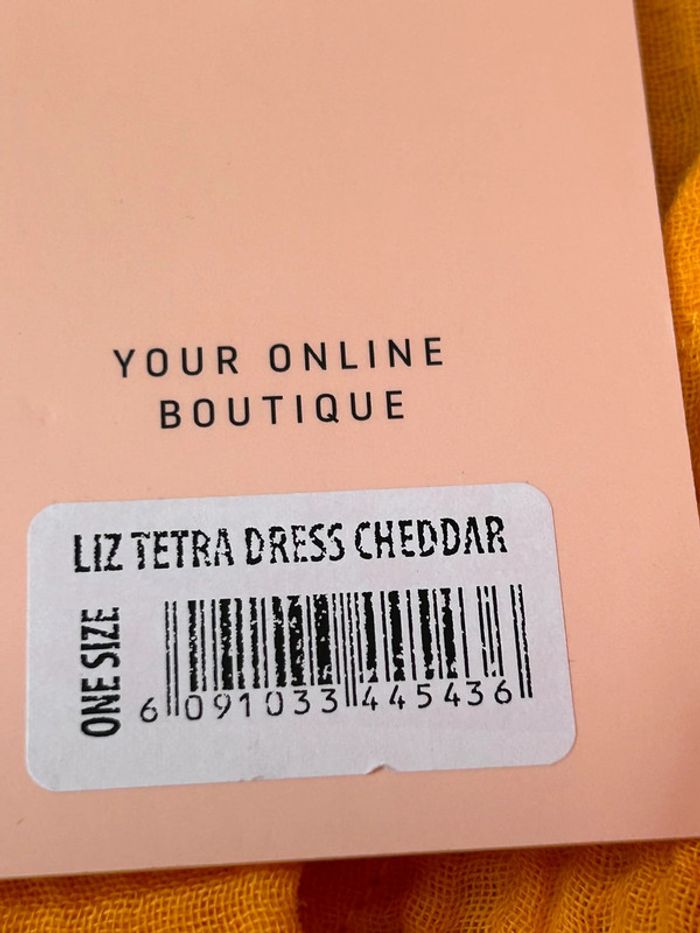 YOUR ONLINE
BOUTIQUE
LIZ TETRA DRESS CHEDDAR
ONE SIZE
6 091033 445436